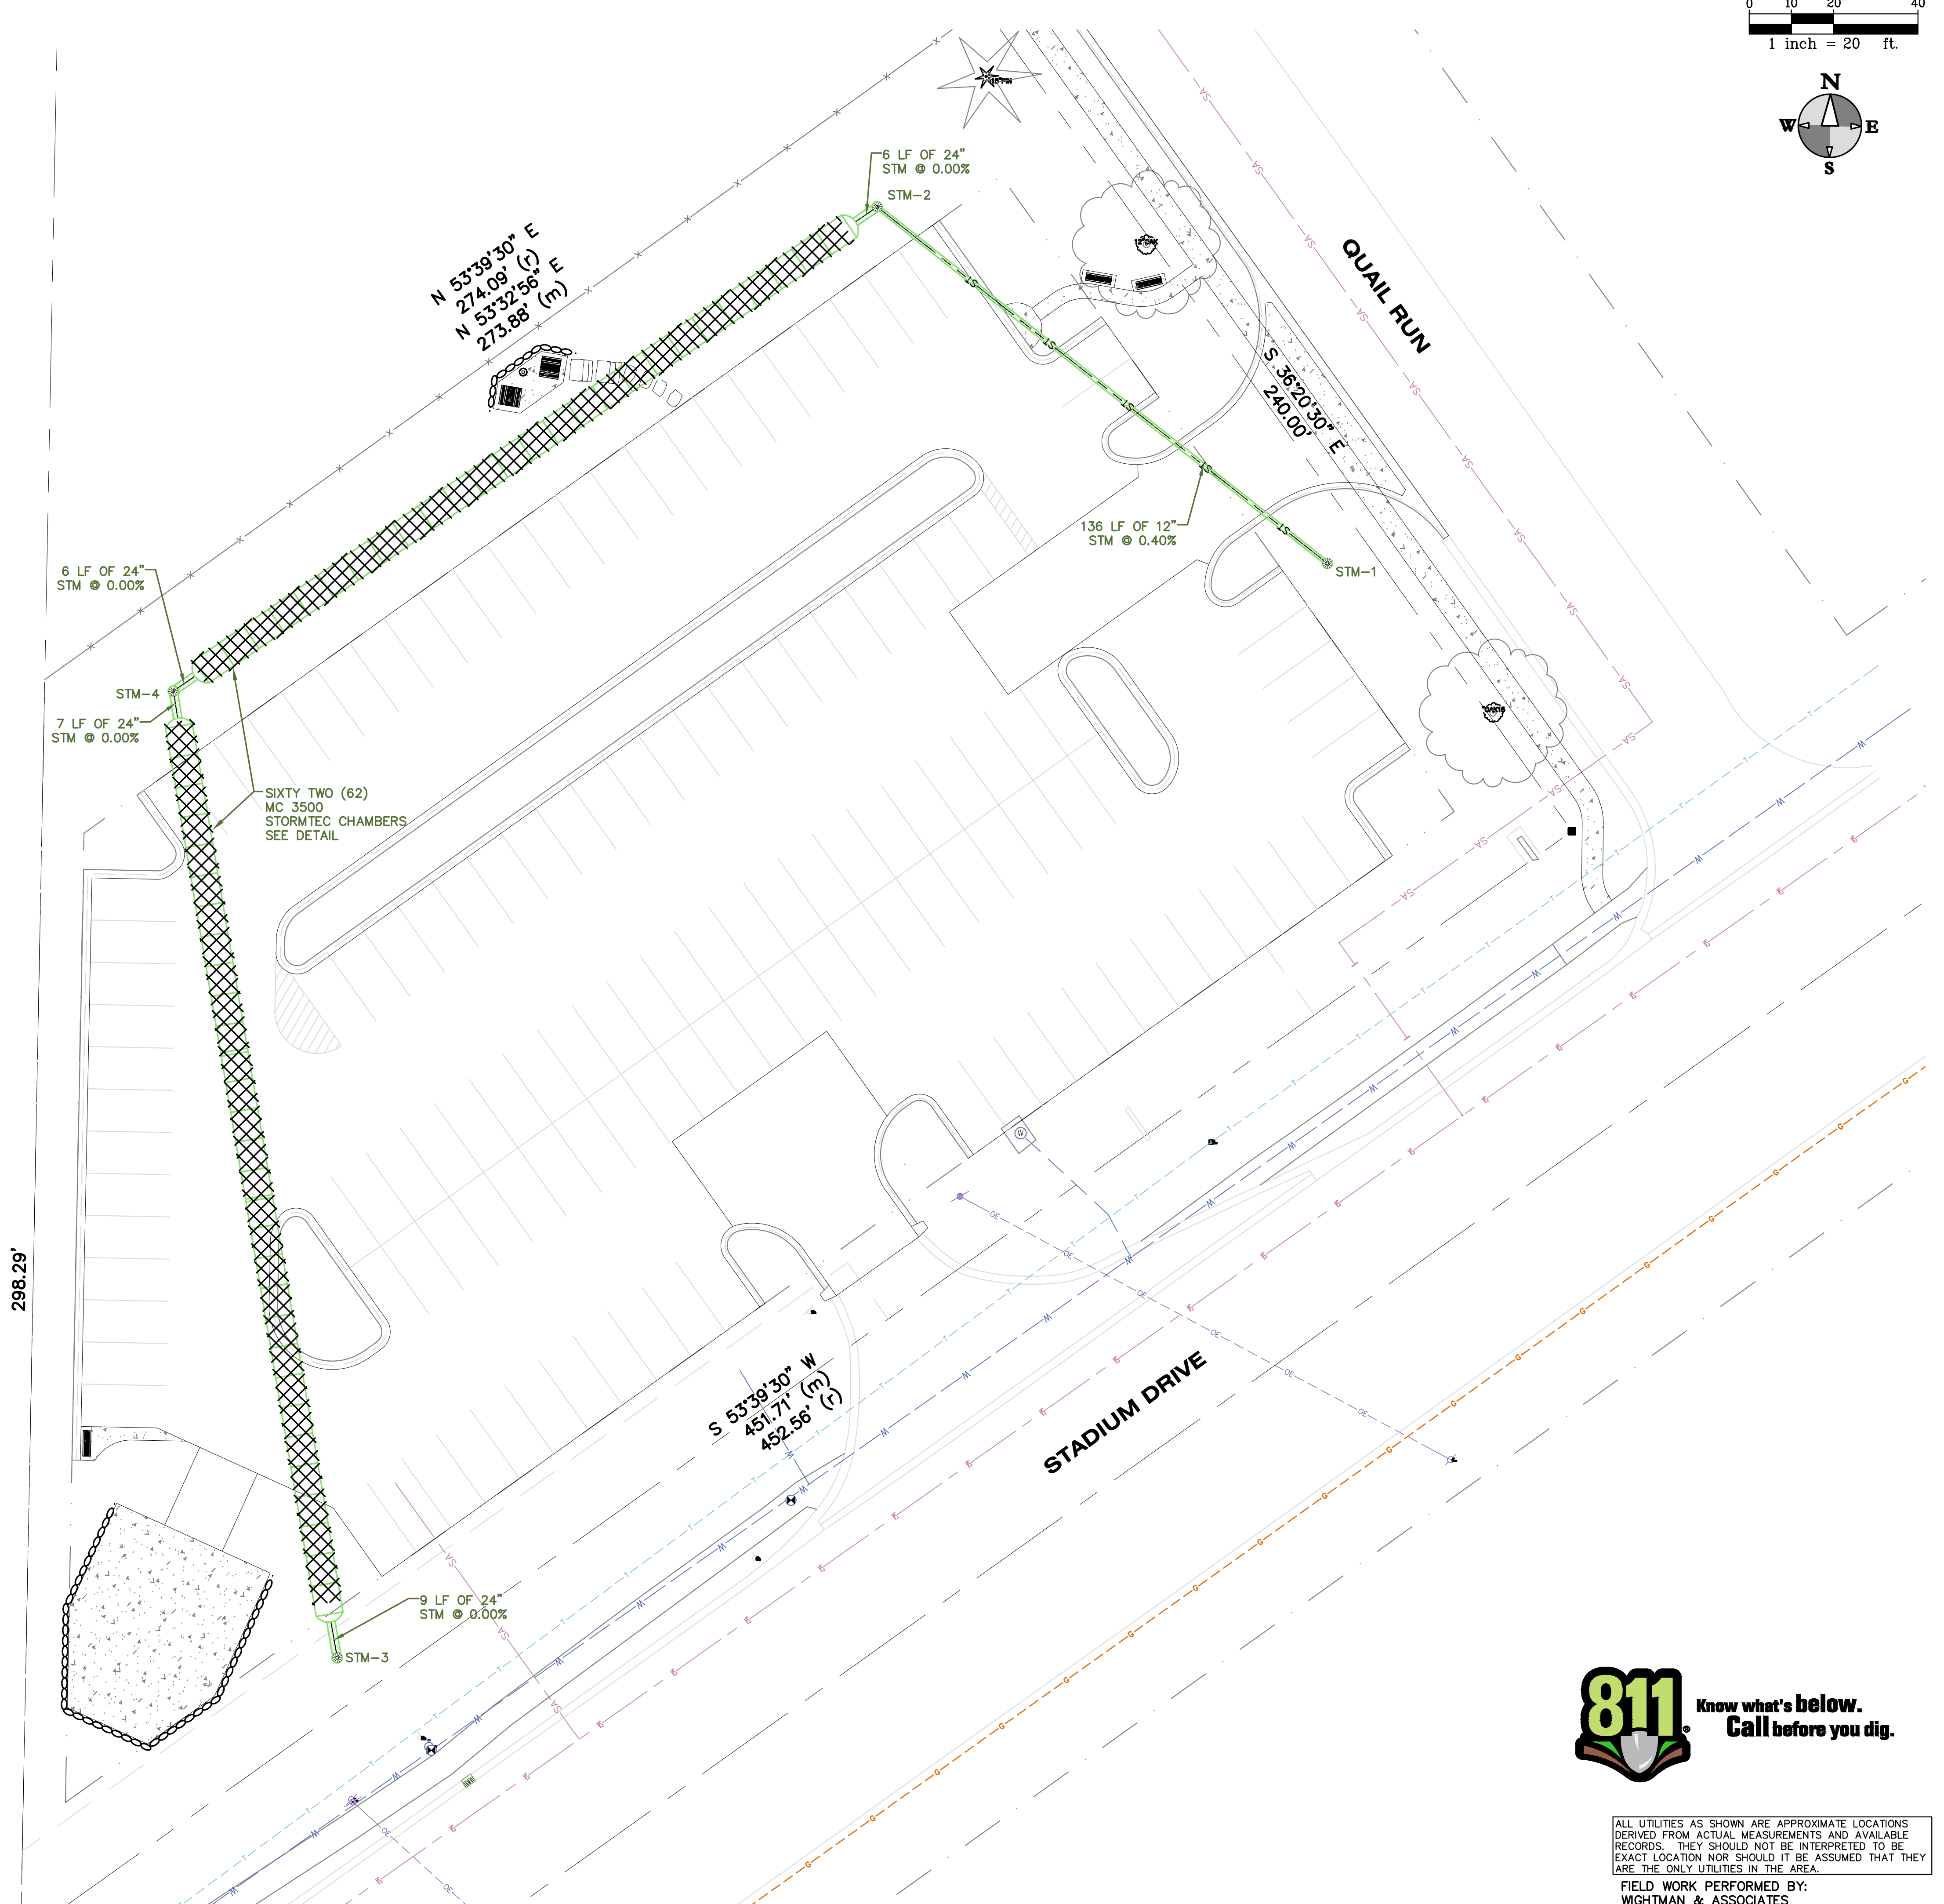 0 10 20 40
1 inch = 20 ft.
N
W E
S
6 LF OF 24"
STM @ 0.00%
STM-2
N 53°39'30" E
274.09' (r)
N 53°32'56" E
273.88' (m)
12"OAK
QUAIL RUN
S 36°20'30" E
240.00'
136 LF OF 12"
STM @ 0.40%
STM-1
6 LF OF 24"
STM @ 0.00%
STM-4
7 LF OF 24"
STM @ 0.00%
SIXTY TWO (62)
MC 3500
STORMTEC CHAMBERS
SEE DETAIL
298.29'
S 53°39'30" W
451.71' (m)
452.56' (r)
STADIUM DRIVE
9 LF OF 24"
STM @ 0.00%
STM-3
811
Know what's below.
Call before you dig.
ALL UTILITIES AS SHOWN ARE APPROXIMATE LOCATIONS
DERIVED FROM ACTUAL MEASUREMENTS AND AVAILABLE
RECORDS. THEY SHOULD NOT BE INTERPRETED TO BE
EXACT LOCATION NOR SHOULD IT BE ASSUMED THAT THEY
ARE THE ONLY UTILITIES IN THE AREA.
FIELD WORK PERFORMED BY:
WIGHTMAN & ASSOCIATES